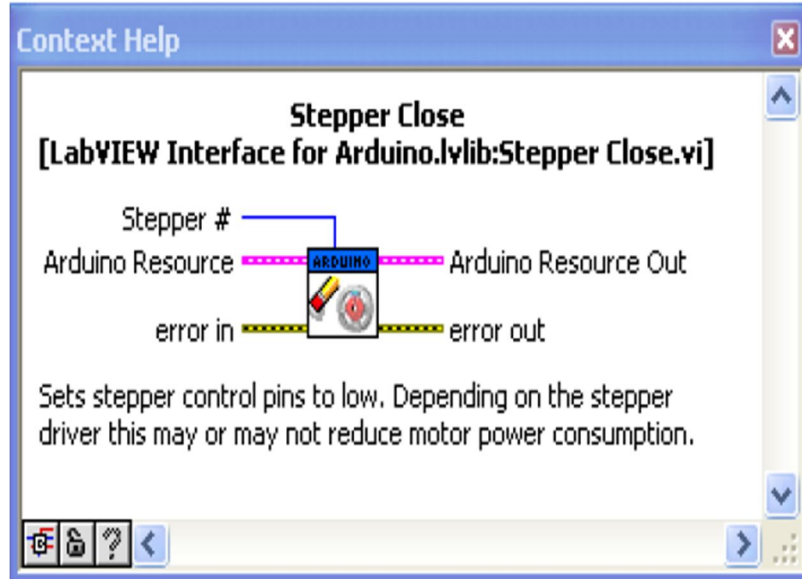 Context Help
Stepper Close
[LabVIEW Interface for Arduino.lvlib:Stepper Close.vi]
Stepper #
Arduino Resource ARDUINO Arduino Resource Out
error in error out
Sets stepper control pins to low. Depending on the stepper
driver this may or may not reduce motor power consumption.
?